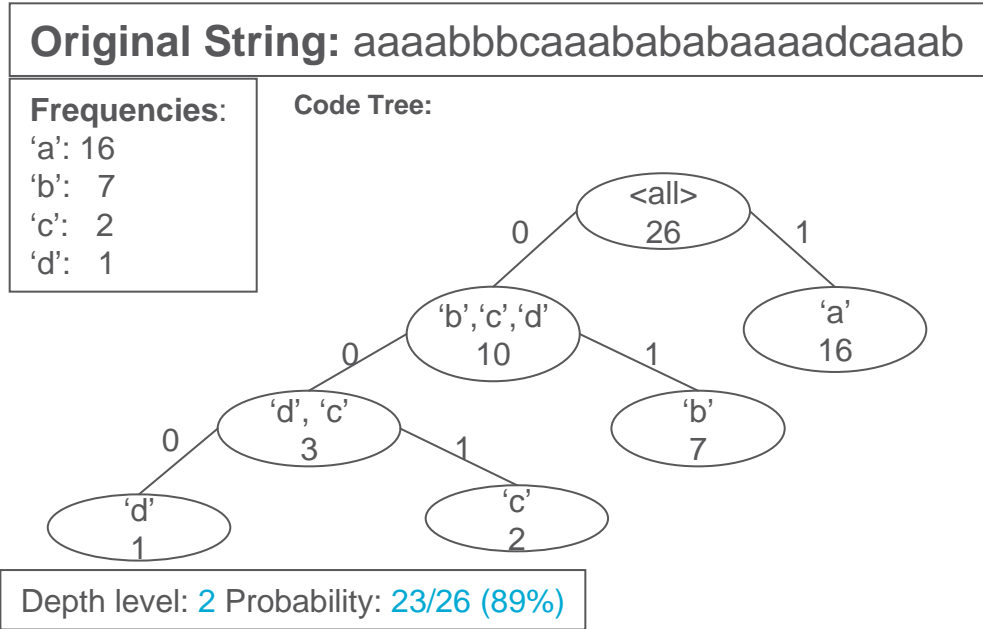 Original String: aaaabbbcaaabababaaaadcaaab
Frequencies:
‘a’: 16
‘b’: 7
‘c’: 2
‘d’: 1
Code Tree:
<all>
26
0
1
‘b’,‘c’,‘d’
10
‘a’
16
0
1
‘d’, ‘c’
3
‘b’
7
0
1
‘d’
1
‘c’
2
Depth level: 2 Probability: 23/26 (89%)